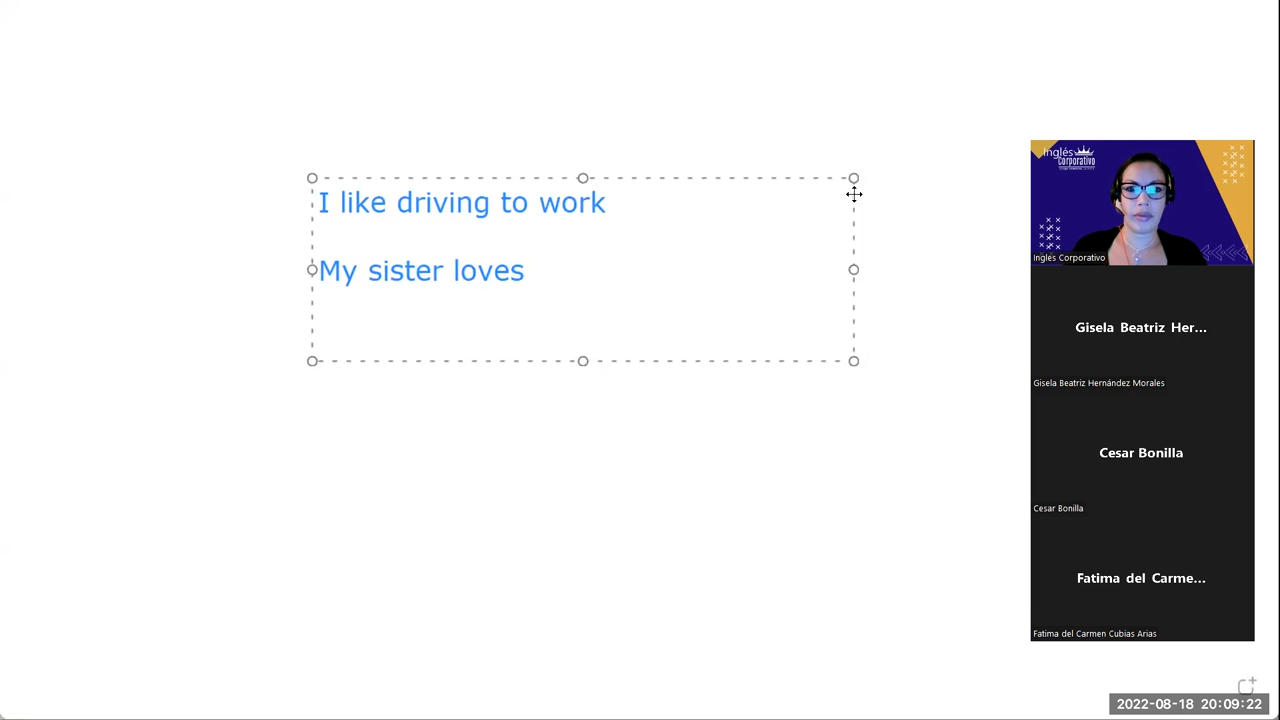 I like driving to work
My sister loves
Inglés
Corporativo
Inglés Corporativo
Gisela Beatriz Her...
Gisela Beatriz Hernández Morales
Cesar Bonilla
Cesar Bonilla
Fatima del Carme...
Fatima del Carmen Cubias Arias
2022-08-18 20:09:22